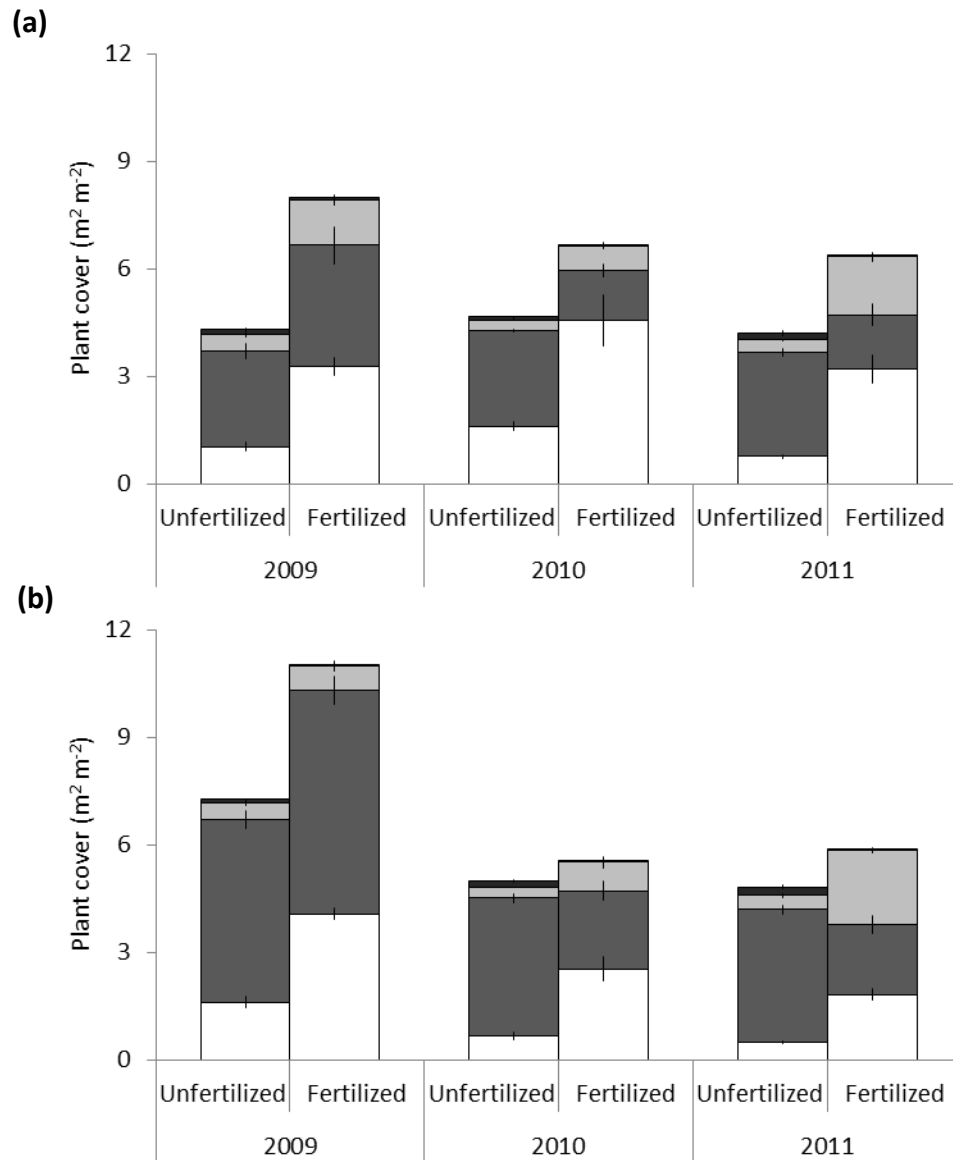 (a)
12
9
6
3
0
Plant cover (m² m⁻²)
Unfertilized Fertilized Unfertilized Fertilized Unfertilized Fertilized
2009 2010 2011
(b)
12
9
6
3
0
Plant cover (m² m⁻²)
Unfertilized Fertilized Unfertilized Fertilized Unfertilized Fertilized
2009 2010 2011